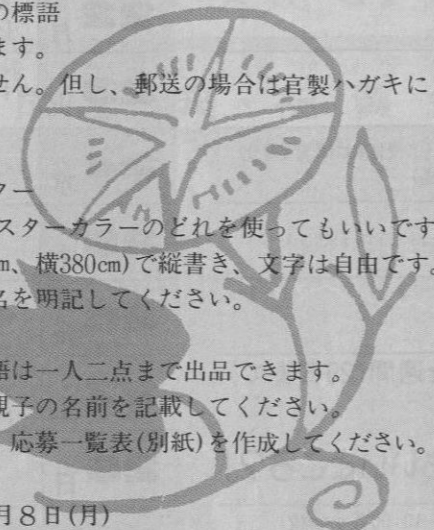 の標語
ます。
せん。但し、郵送の場合は官製ハガキに
ター
スターカラーのどれを使ってもいいです
m、横380cm)で縦書き、文字は自由です。
名を明記してください。
語は一人二点まで出品できます。
親子の名前を記載してください。
応募一覧表(別紙)を作成してください。
月8日(月)